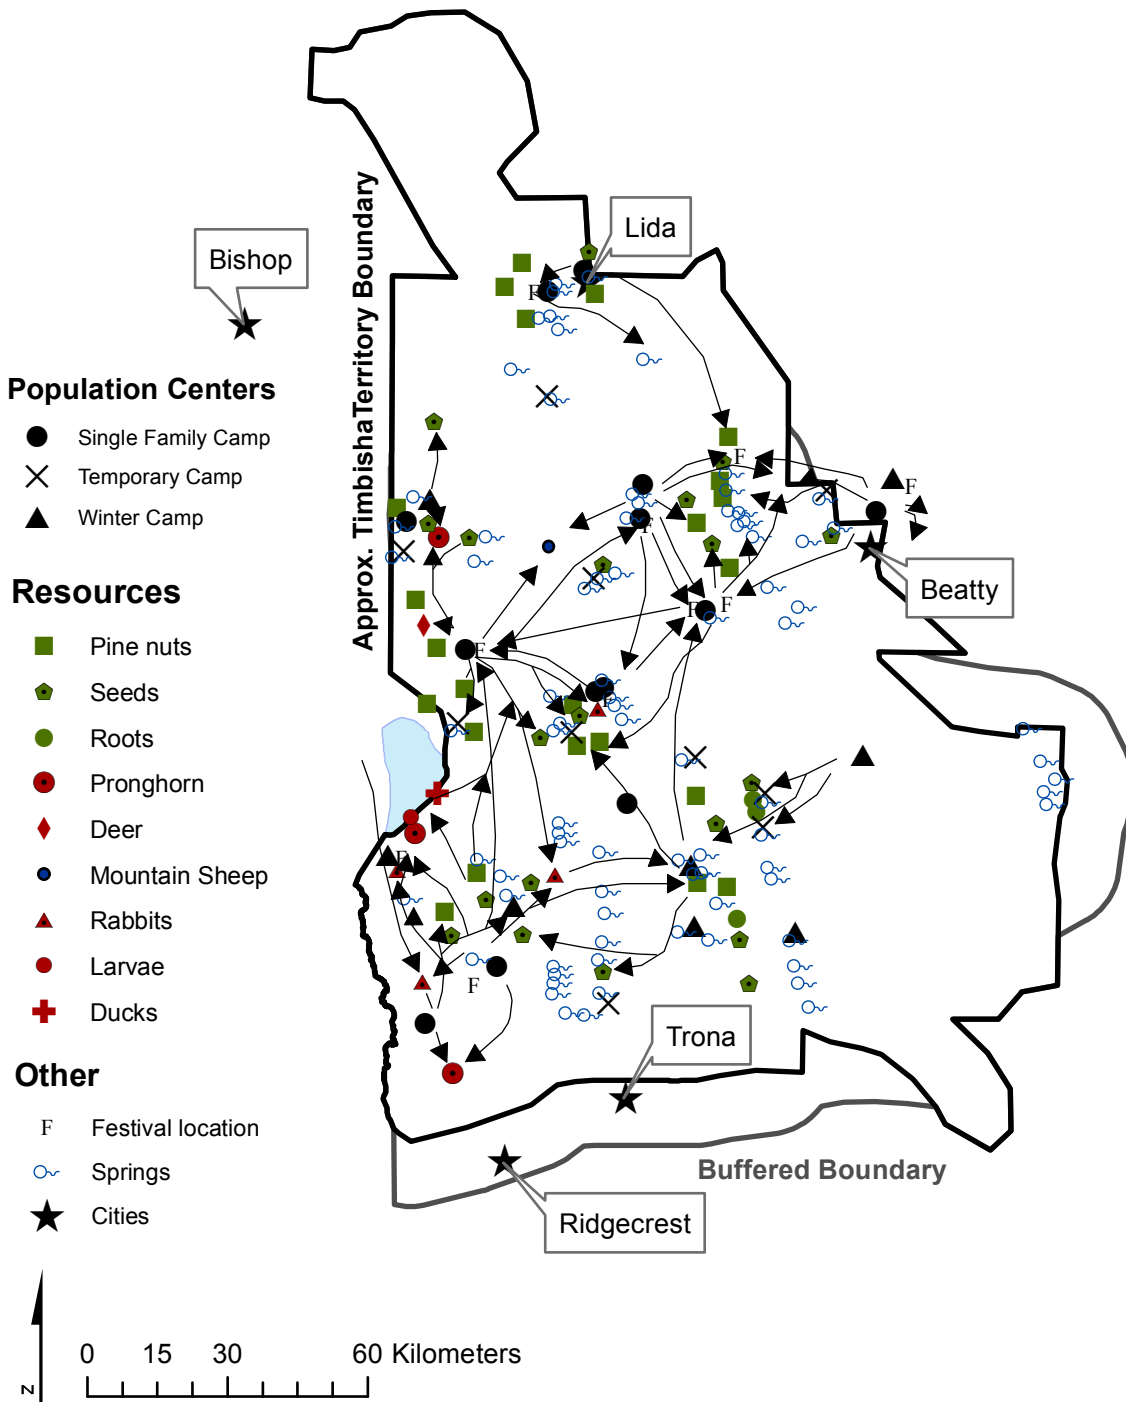 Lida
Bishop
Approx. TimbishaTerritory Boundary
F
Population Centers
Single Family Camp
Temporary Camp
Winter Camp
F
F
F
Beatty
Resources
Pine nuts
Seeds
Roots
Pronghorn
Deer
Mountain Sheep
Rabbits
Larvae
Ducks
F
F
F
F
F
F
Trona
Other
Festival location
Springs
Cities
Buffered Boundary
Ridgecrest
N
0 15 30 60 Kilometers